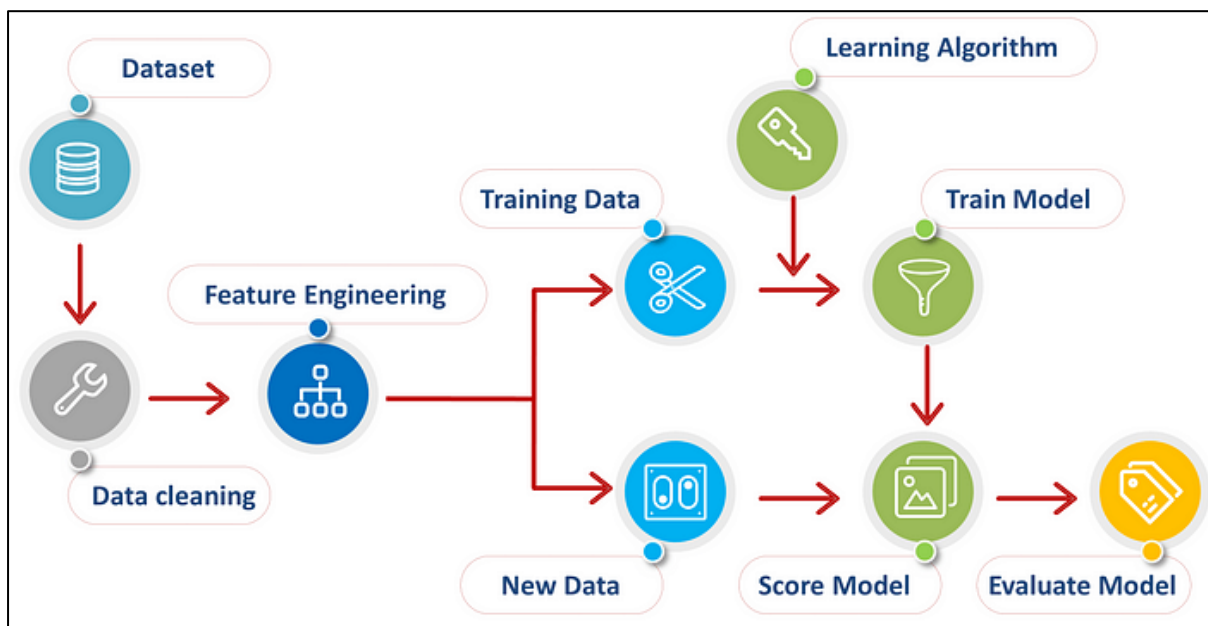 Learning Algorithm
Dataset
Training Data
Train Model
Feature Engineering
Data cleaning
New Data
Score Model
Evaluate Model